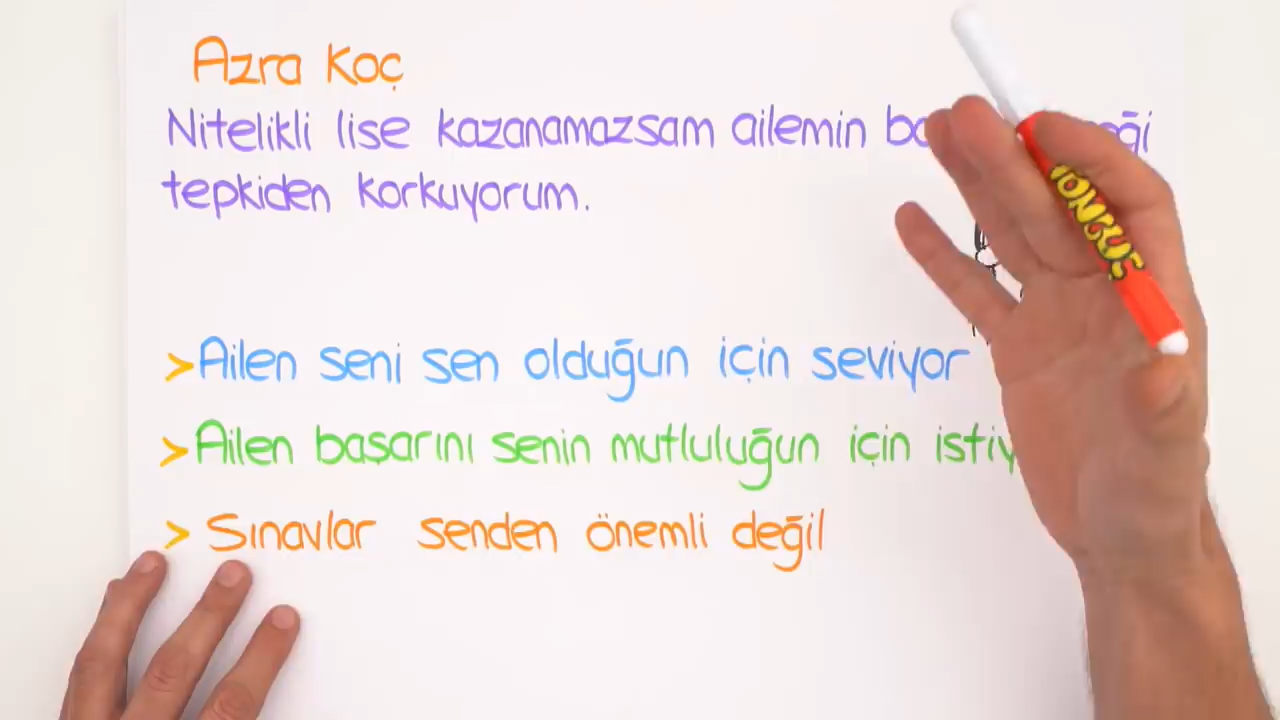 Azra Koç
Nitelikli lise kazanamazsam ailemin
tepkiden korkuyorum.
> Ailen seni sen olduğun için seviyor
> Ailen başarını senin mutluluğun için
> Sınavlar senden önemli değil
TONGUÇ